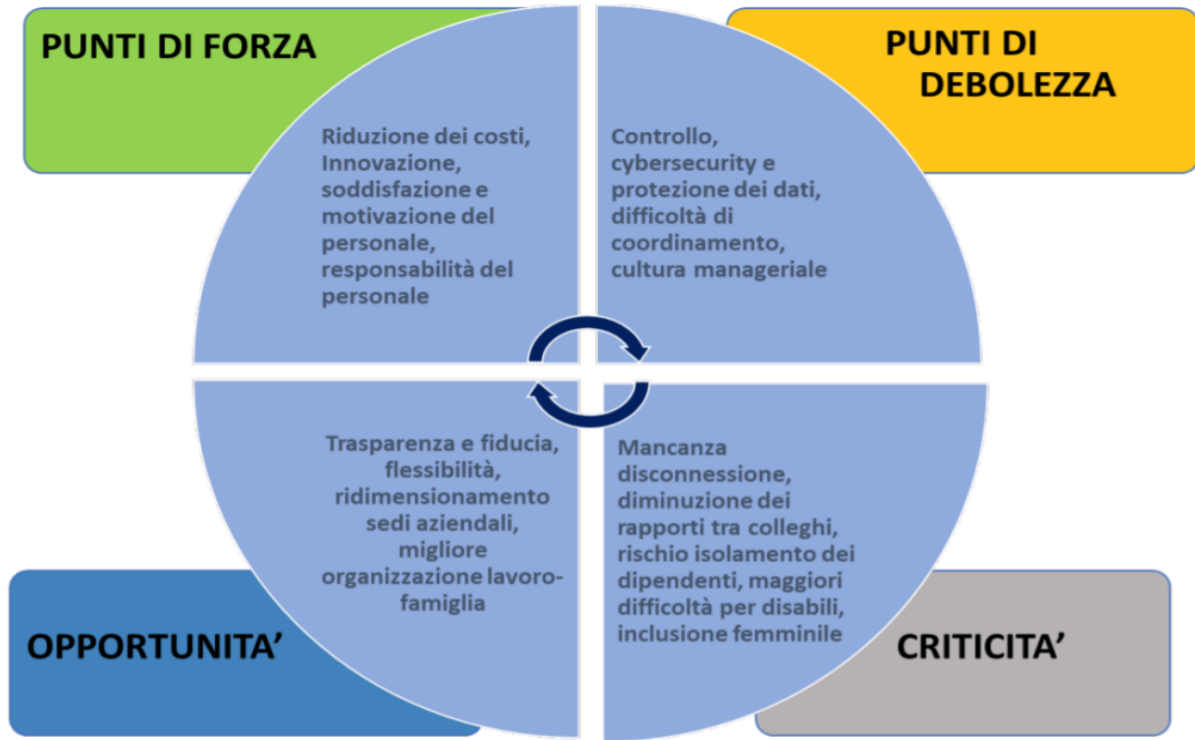 PUNTI DI FORZA
Riduzione dei costi,
Innovazione,
soddisfazione e
motivazione del
personale,
responsabilità del
personale
PUNTI DI
DEBOLEZZA
Controllo,
cybersecurity e
protezione dei dati,
difficoltà di
coordinamento,
cultura manageriale
OPPORTUNITA’
Trasparenza e fiducia,
flessibilità,
ridimensionamento
sedi aziendali,
migliore
organizzazione lavoro-
famiglia
CRITICITA’
Mancanza
disconnessione,
diminuzione dei
rapporti tra colleghi,
rischio isolamento dei
dipendenti, maggiori
difficoltà per disabili,
inclusione femminile